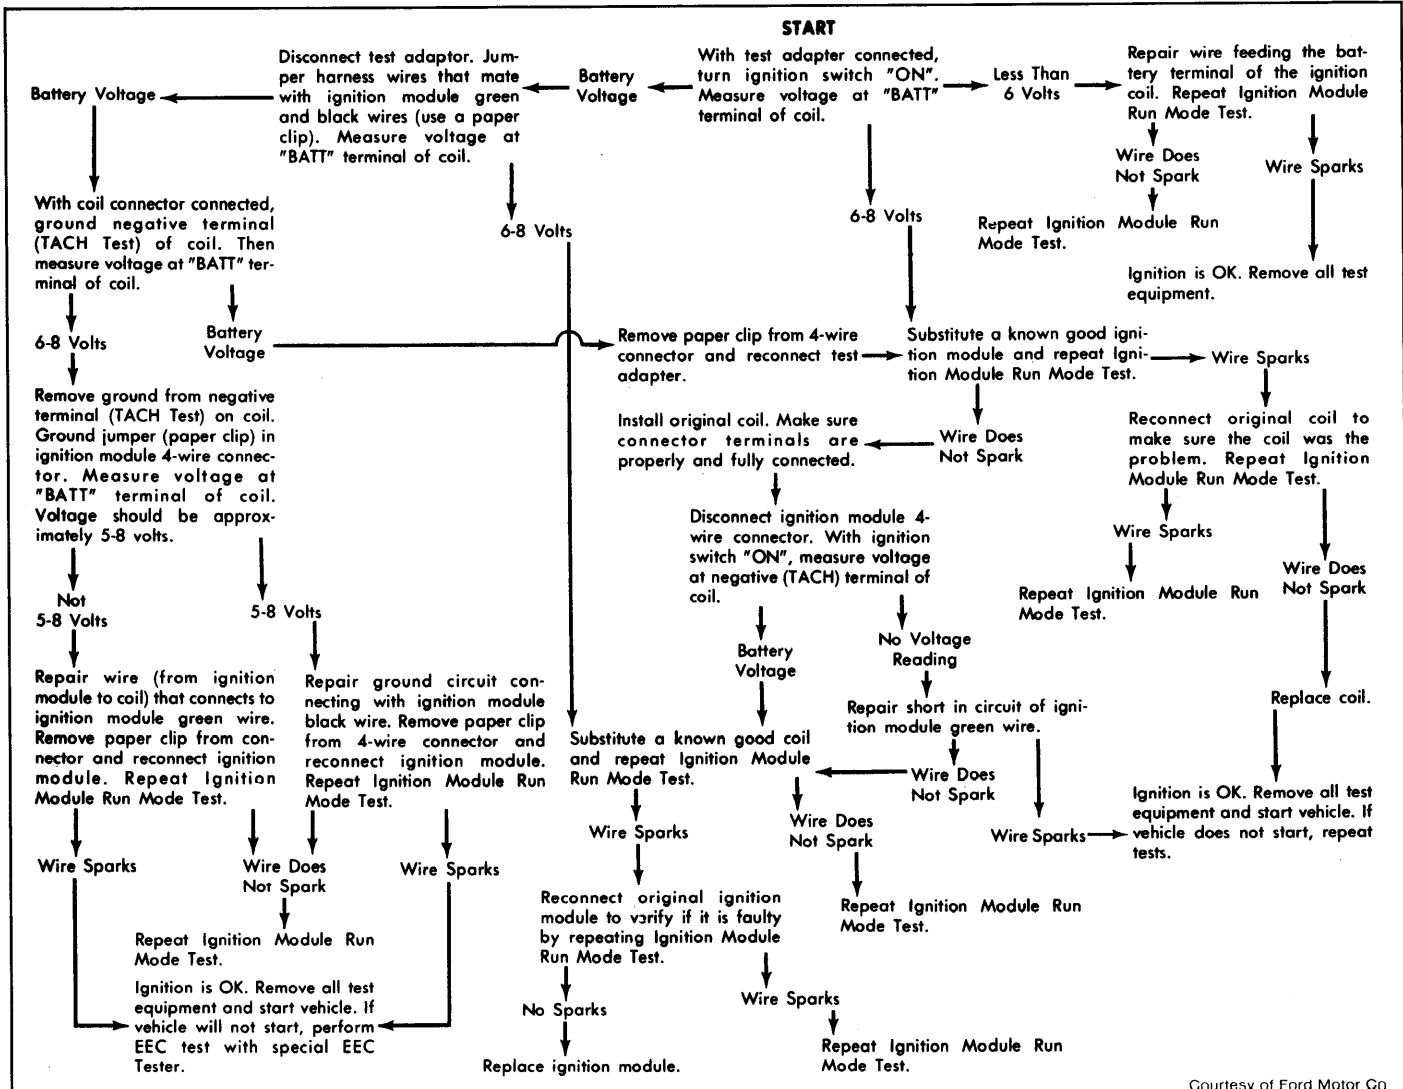 START
With test adapter connected,
turn ignition switch "ON".
Measure voltage at "BATT"
terminal of coil.
Battery
Voltage
Less Than
6 Volts
6-8 Volts
Disconnect test adaptor. Jum-
per harness wires that mate
with ignition module green
and black wires (use a paper
clip). Measure voltage at
"BATT" terminal of coil.
Battery Voltage
6-8 Volts
Repair wire feeding the bat-
tery terminal of the ignition
coil. Repeat Ignition Module
Run Mode Test.
Wire Does
Not Spark
Wire Sparks
Repeat Ignition Module Run
Mode Test.
Ignition is OK. Remove all test
equipment.
With coil connector connected,
ground negative terminal
(TACH Test) of coil. Then
measure voltage at "BATT" ter-
minal of coil.
6-8 Volts
Battery
Voltage
Remove paper clip from 4-wire
connector and reconnect test
adapter.
Substitute a known good igni-
tion module and repeat Igni-
tion Module Run Mode Test.
Wire Sparks
Wire Does
Not Spark
Remove ground from negative
terminal (TACH Test) on coil.
Ground jumper (paper clip) in
ignition module 4-wire connec-
tor. Measure voltage at
"BATT" terminal of coil.
Voltage should be approx-
imately 5-8 volts.
Not
5-8 Volts
5-8 Volts
Install original coil. Make sure
connector terminals are
properly and fully connected.
Reconnect original coil to
make sure the coil was the
problem. Repeat Ignition
Module Run Mode Test.
Wire Sparks
Wire Does
Not Spark
Repeat Ignition Module Run
Mode Test.
Replace coil.
Disconnect ignition module 4-
wire connector. With ignition
switch "ON", measure voltage
at negative (TACH) terminal of
coil.
Battery
Voltage
No Voltage
Reading
Repair short in circuit of igni-
tion module green wire.
Wire Does
Not Spark
Wire Sparks
Ignition is OK. Remove all test
equipment and start vehicle. If
vehicle does not start, repeat
tests.
Repair wire (from ignition
module to coil) that connects to
ignition module green wire.
Remove paper clip from con-
nector and reconnect ignition
module. Repeat Ignition
Module Run Mode Test.
Repair ground circuit con-
necting with ignition module
black wire. Remove paper clip
from 4-wire connector and
reconnect ignition module.
Repeat Ignition Module Run
Mode Test.
Wire Sparks
Wire Does
Not Spark
Wire Sparks
Repeat Ignition Module Run
Mode Test.
Ignition is OK. Remove all test
equipment and start vehicle. If
vehicle will not start, perform
EEC test with special EEC
Tester.
Substitute a known good coil
and repeat Ignition Module
Run Mode Test.
Wire Sparks
Wire Does
Not Spark
Repeat Ignition Module Run
Mode Test.
Reconnect original ignition
module to verify if it is faulty
by repeating Ignition Module
Run Mode Test.
No Sparks
Wire Sparks
Replace ignition module.
Repeat Ignition Module Run
Mode Test.
Courtesy of Ford Motor Co